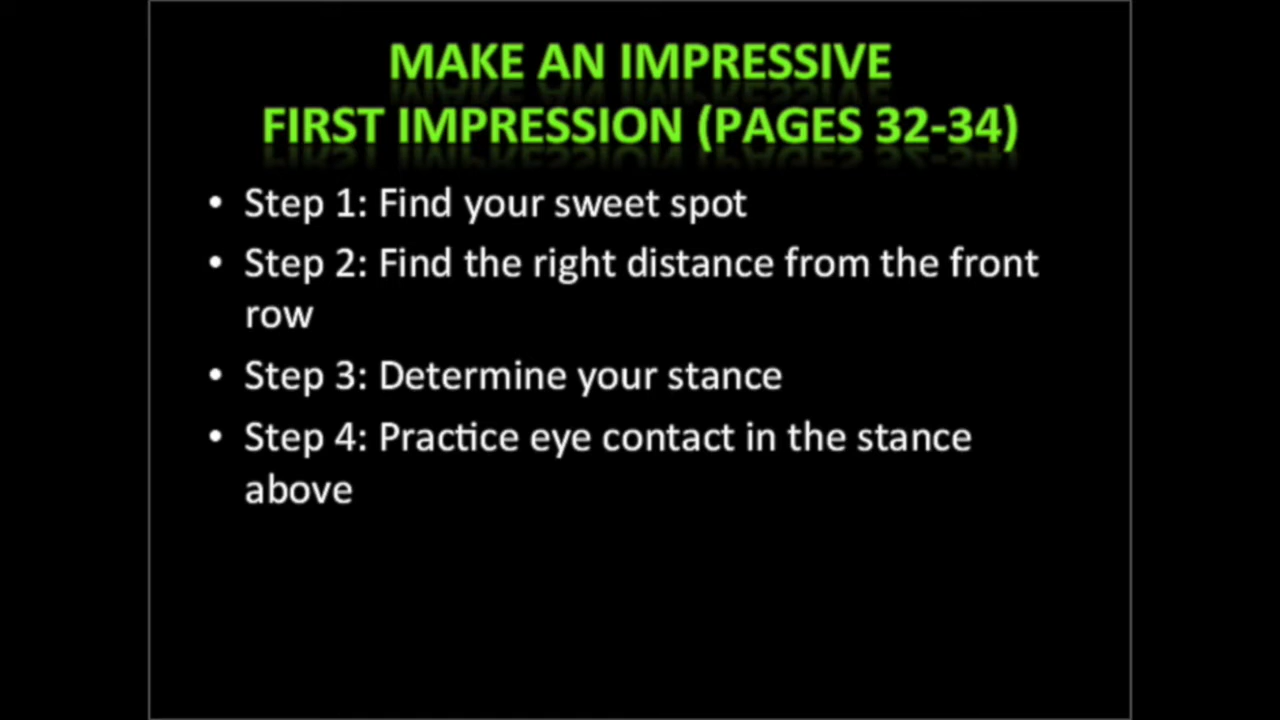 MAKE AN IMPRESSIVE
FIRST IMPRESSION (PAGES 32-34)
• Step 1: Find your sweet spot
• Step 2: Find the right distance from the front
row
• Step 3: Determine your stance
• Step 4: Practice eye contact in the stance
above